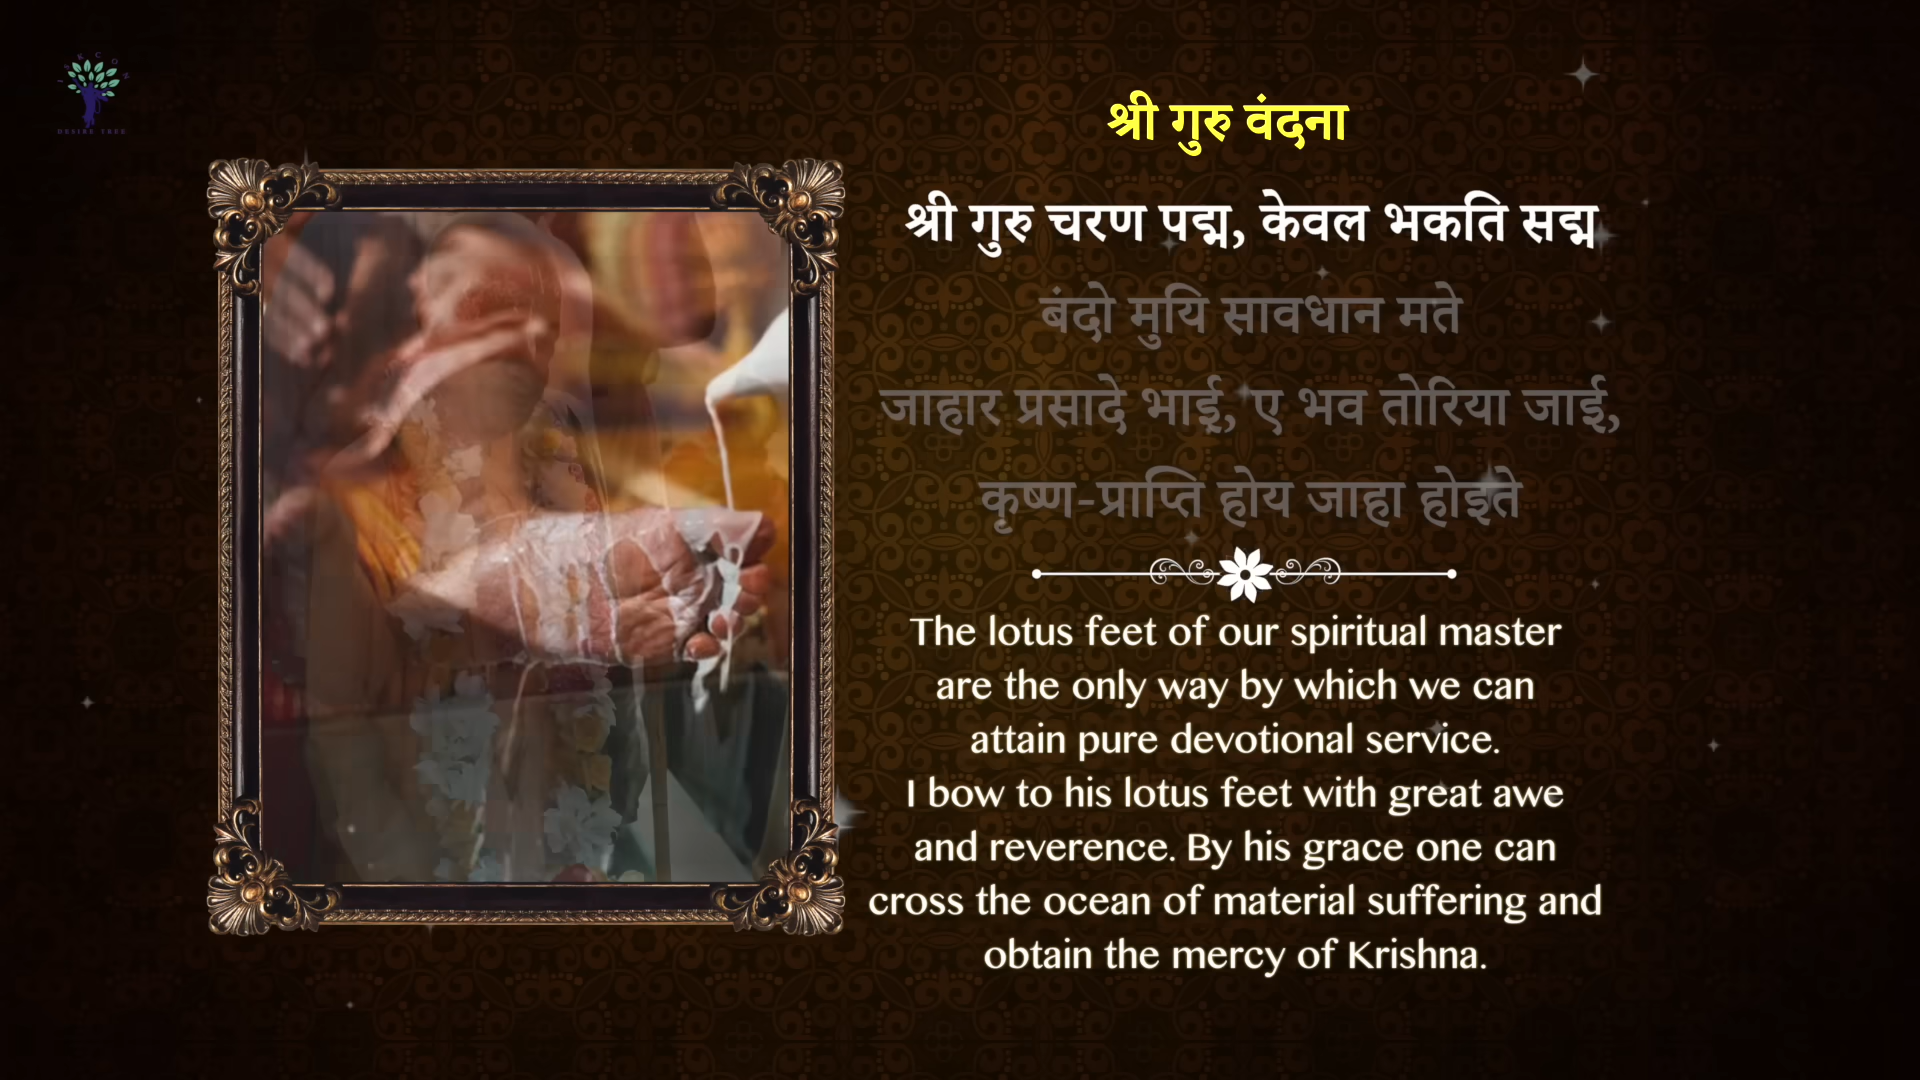 ISKCON
DESIRE TREE
श्री गुरु वंदना
श्री गुरु चरण पद्म, केवल भकति सद्म
बंदो मुयि सावधान मते
जाहार प्रसादे भाई, ए भव तोरिया जाई,
कृष्ण-प्राप्ति होय जाहा होइते
The lotus feet of our spiritual master
are the only way by which we can
attain pure devotional service.
I bow to his lotus feet with great awe
and reverence. By his grace one can
cross the ocean of material suffering and
obtain the mercy of Krishna.